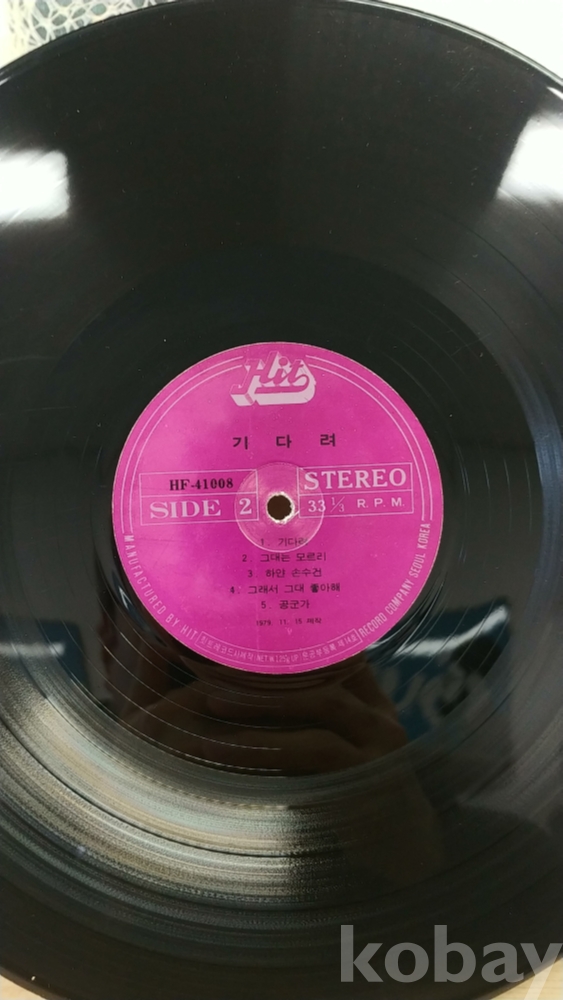 Hit
기 다 려
HF-41008
STEREO
SIDE 2
33 1/3 R.P.M.
1. 기다려
2. 그대는 모르리
3. 하얀 손수건
4. 그래서 그대 좋아해
5. 공군가
1979. 11. 15 제작
MANUFACTURED BY HIT
RECORD COMPANY SEOUL KOREA
kobay